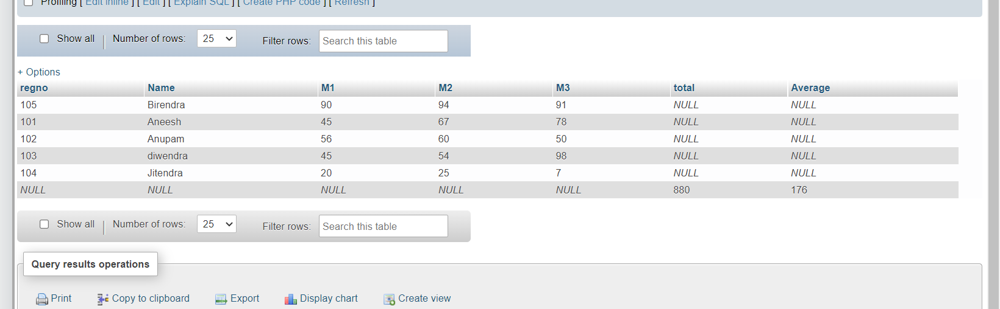 Profiling [ Edit inline ] [ Edit ] [ Explain SQL ] [ Create PHP code ] [ Refresh ]
Show all | Number of rows: 25 Filter rows: Search this table
+ Options
regno Name M1 M2 M3 total Average
105 Birendra 90 94 91 NULL NULL
101 Aneesh 45 67 78 NULL NULL
102 Anupam 56 60 50 NULL NULL
103 diwendra 45 54 98 NULL NULL
104 Jitendra 20 25 7 NULL NULL
NULL NULL NULL NULL NULL 880 176
Show all | Number of rows: 25 Filter rows: Search this table
Query results operations
Print Copy to clipboard Export Display chart Create view